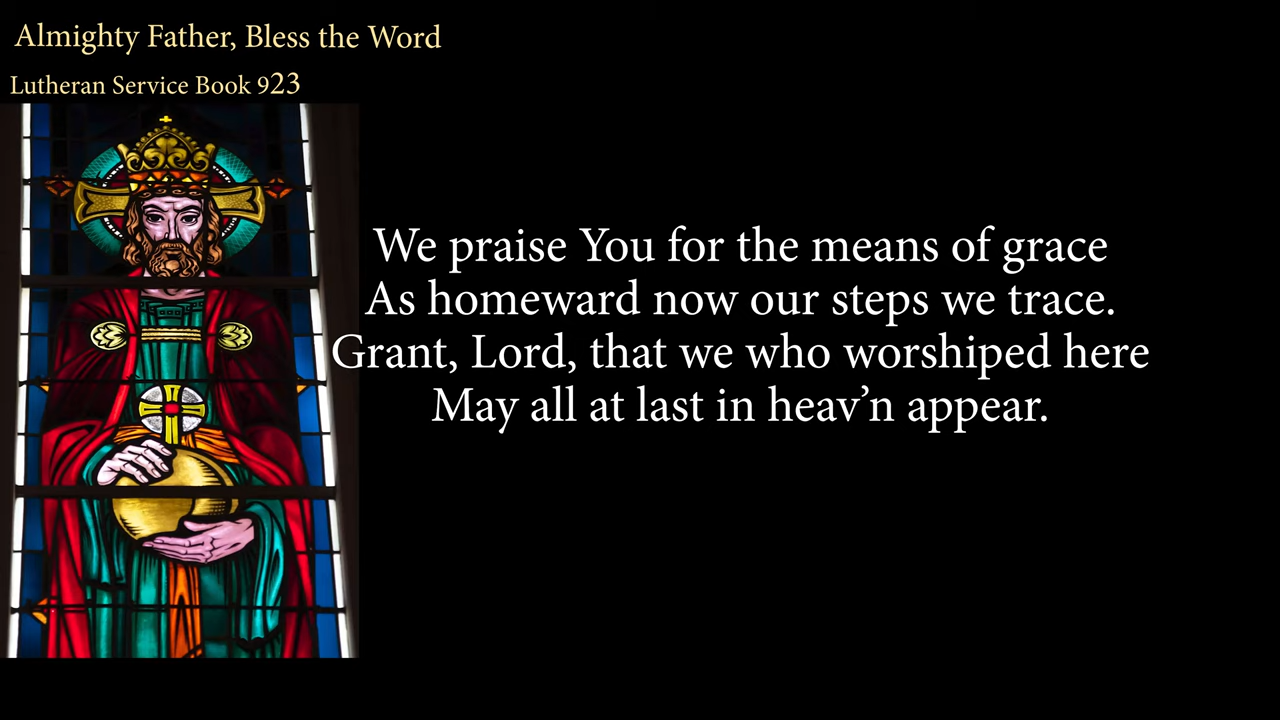 Almighty Father, Bless the Word
Lutheran Service Book 923
We praise You for the means of grace
As homeward now our steps we trace.
Grant, Lord, that we who worshiped here
May all at last in heav’n appear.